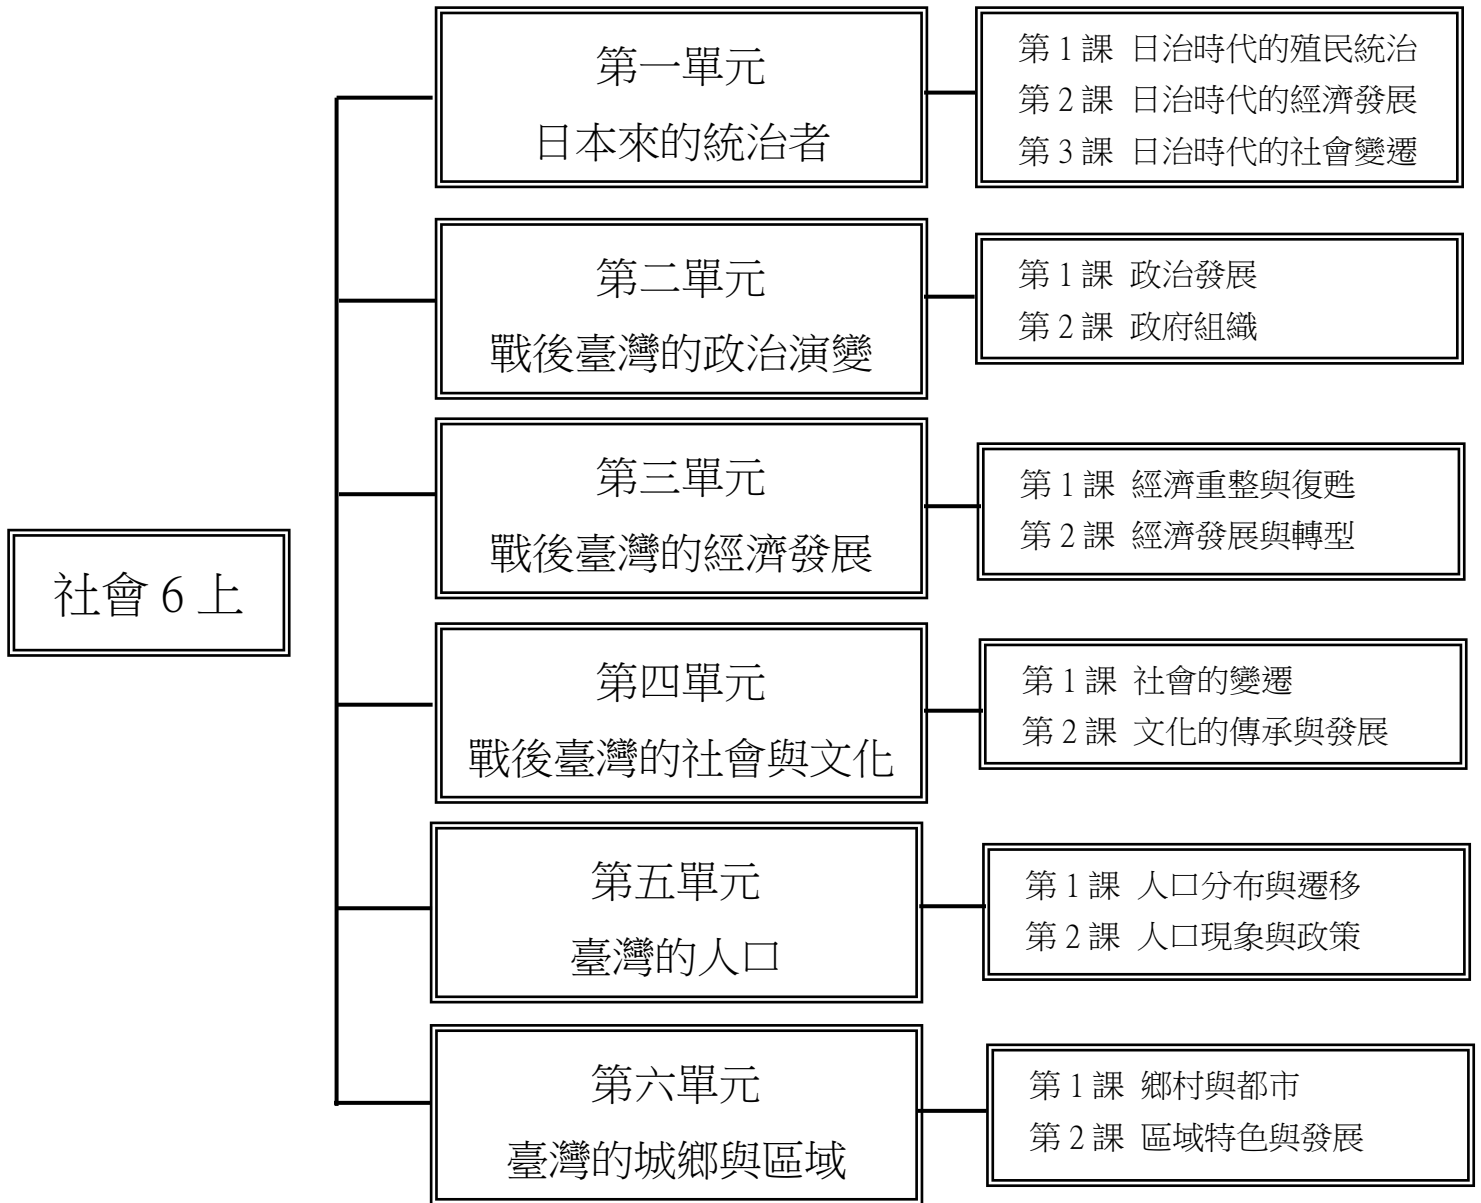 社會6上
第一單元
日本來的統治者
第1課 日治時代的殖民統治
第2課 日治時代的經濟發展
第3課 日治時代的社會變遷
第二單元
戰後臺灣的政治演變
第1課 政治發展
第2課 政府組織
第三單元
戰後臺灣的經濟發展
第1課 經濟重整與復甦
第2課 經濟發展與轉型
第四單元
戰後臺灣的社會與文化
第1課 社會的變遷
第2課 文化的傳承與發展
第五單元
臺灣的人口
第1課 人口分布與遷移
第2課 人口現象與政策
第六單元
臺灣的城鄉與區域
第1課 鄉村與都市
第2課 區域特色與發展